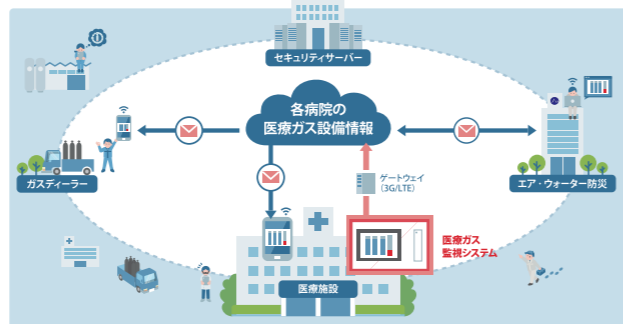 セキュリティサーバー
各病院の
医療ガス設備情報
ガスディーラー
ゲートウェイ
(3G/LTE)
エア・ウォーター防災
医療ガス
監視システム
医療施設